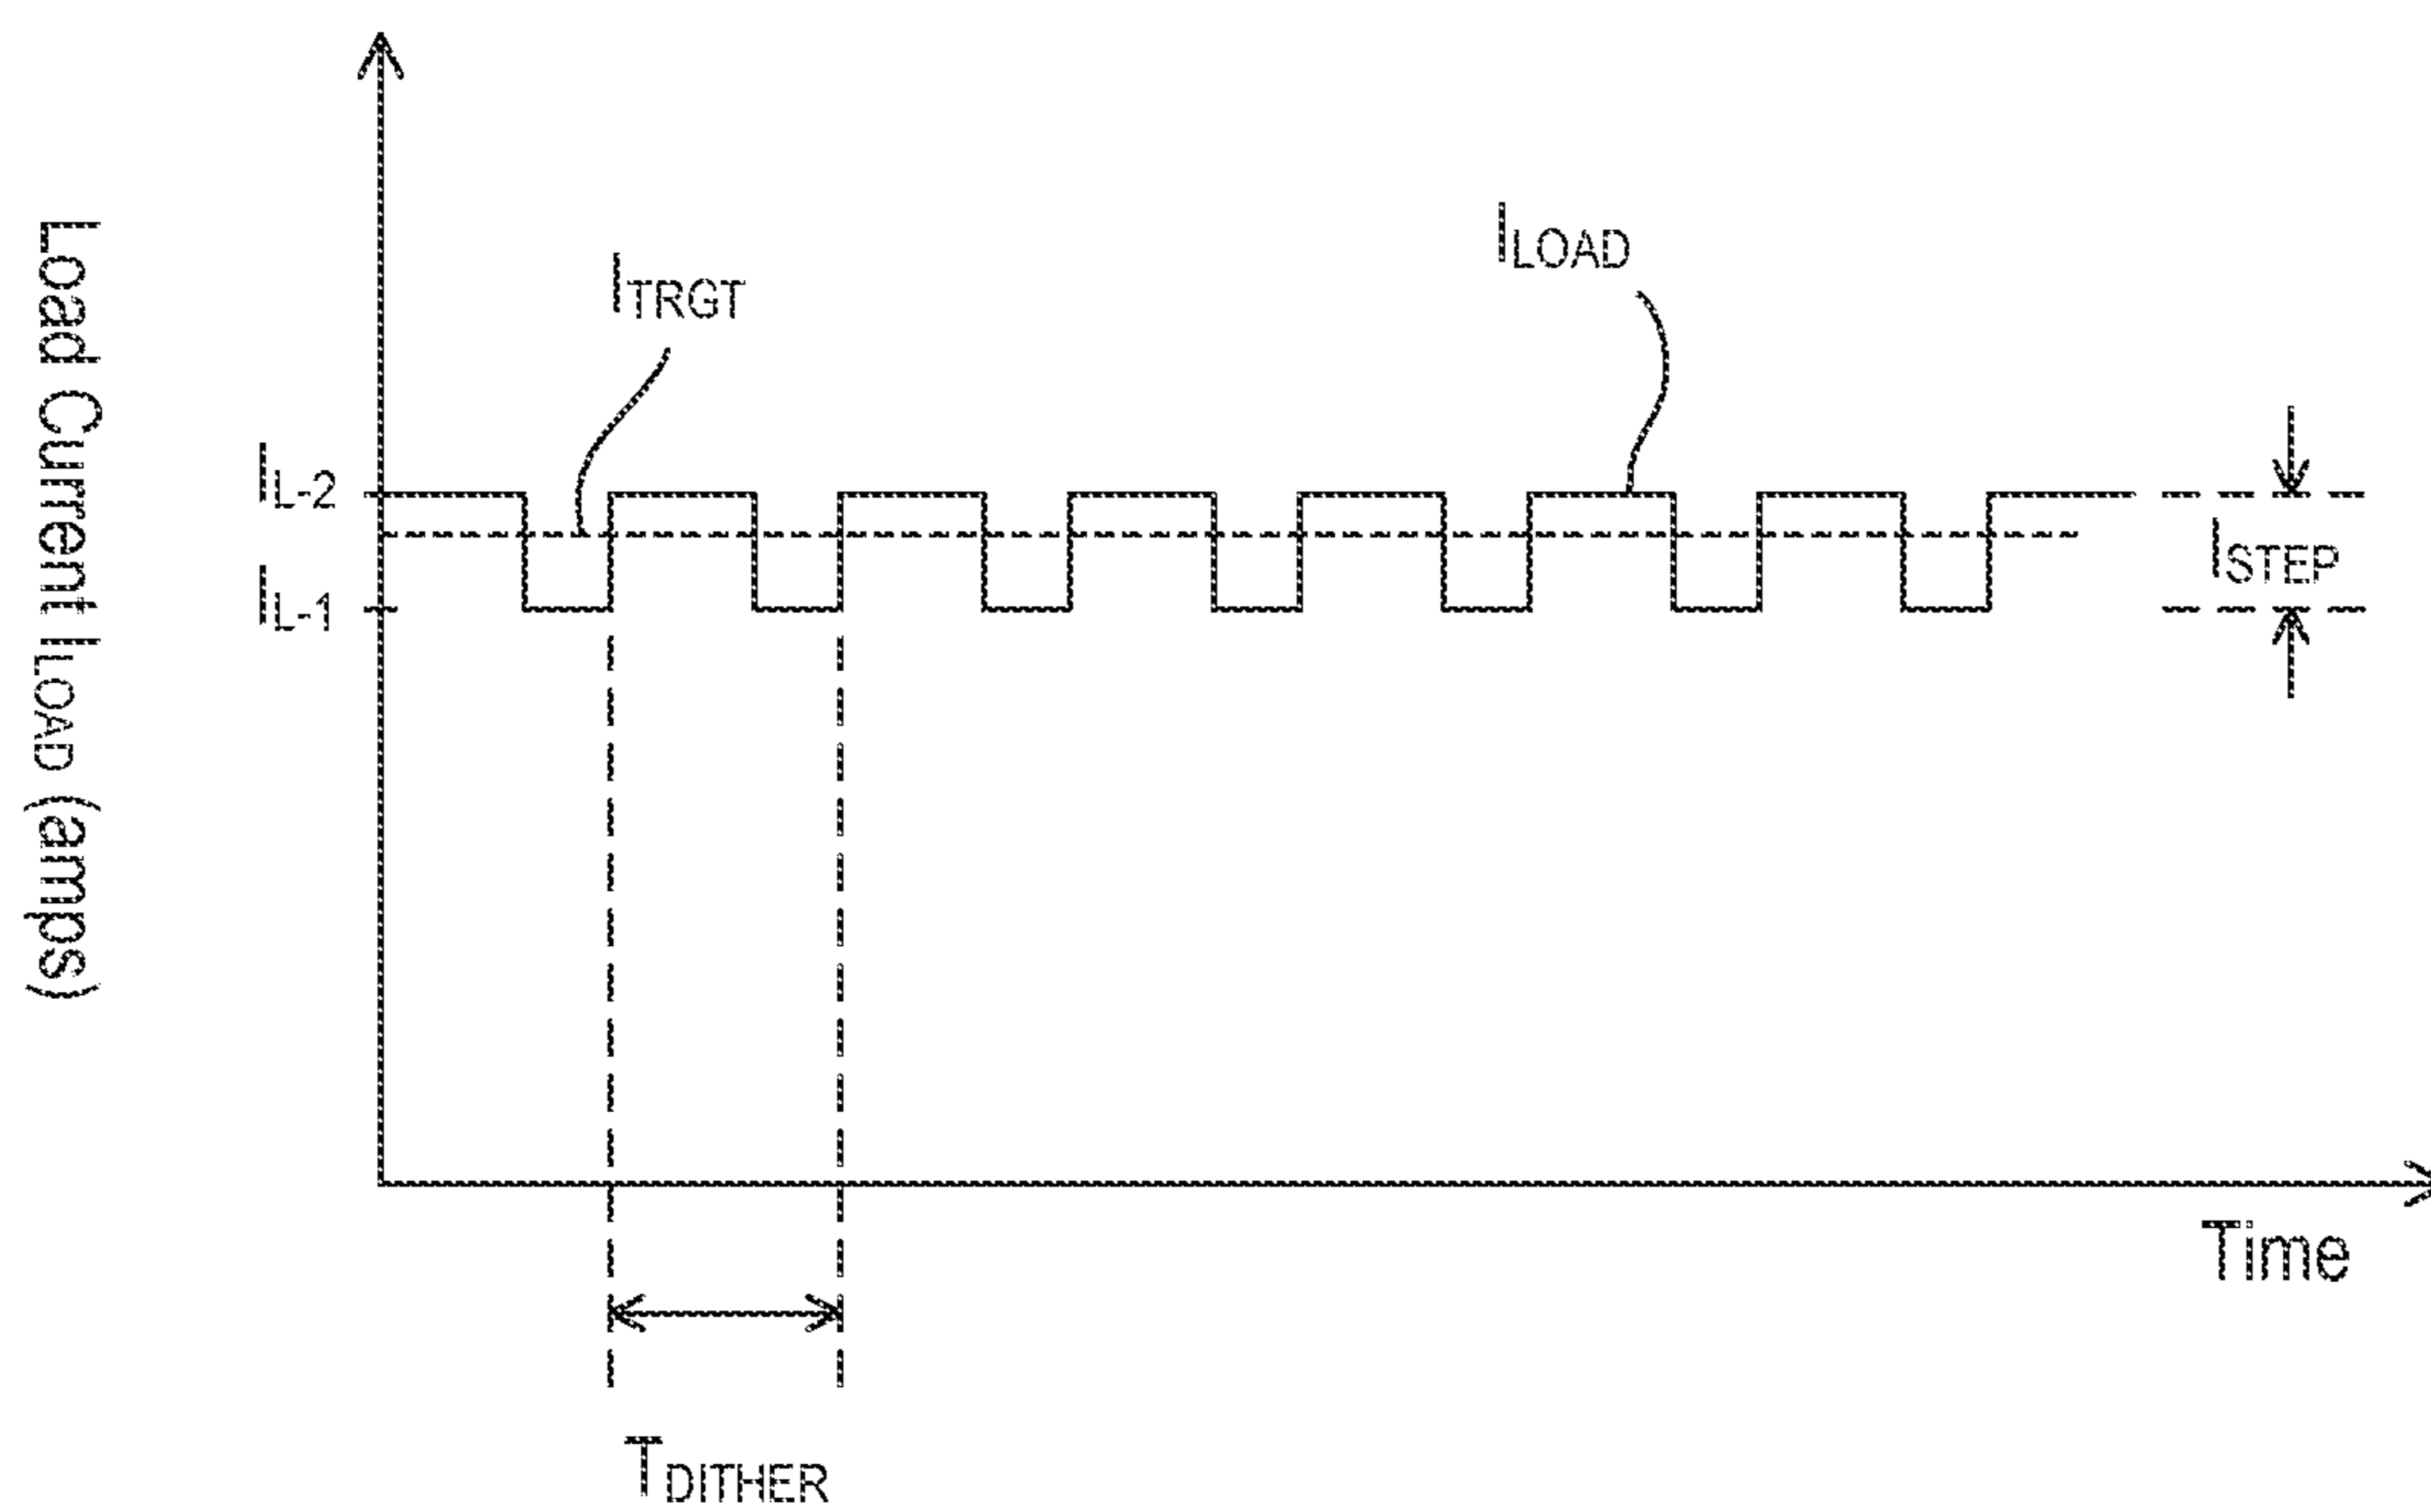 Load Current ILOAD (amps)
ILOAD
ITRGT
IL-2
ISTEP
IL-1
Time
TDITHER